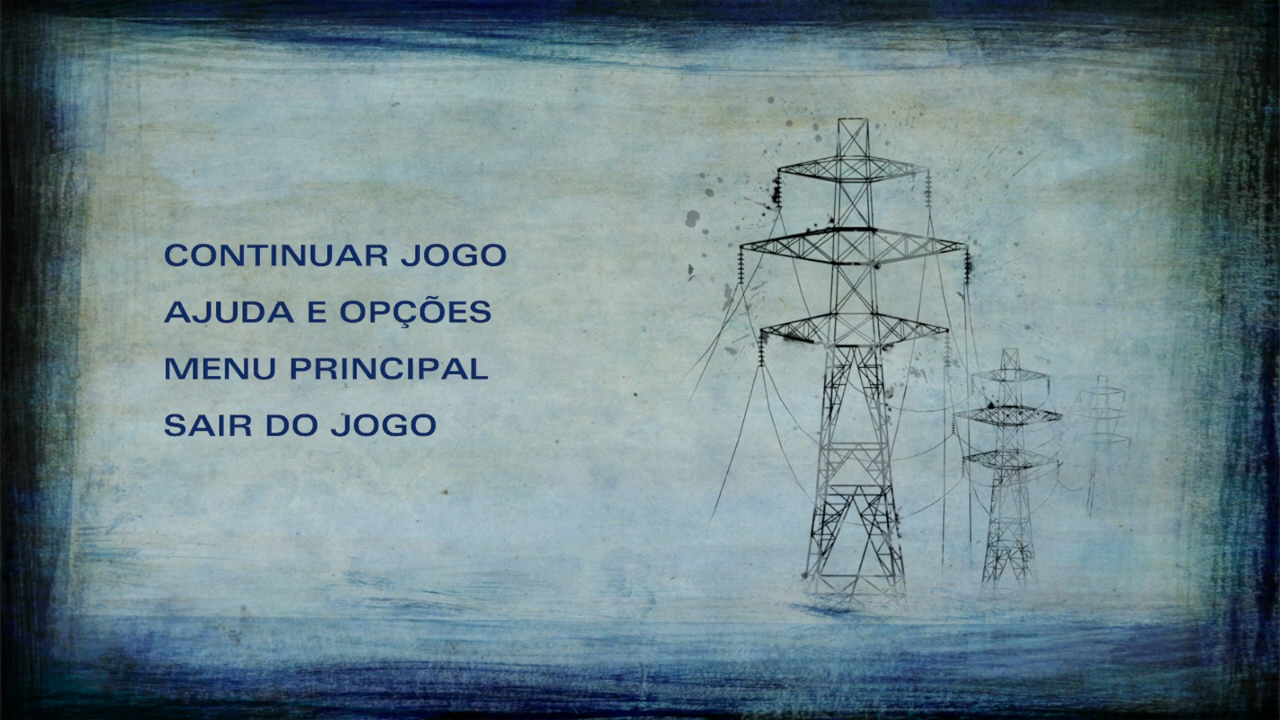 CONTINUAR JOGO
AJUDA E OPÇÕES
MENU PRINCIPAL
SAIR DO JOGO